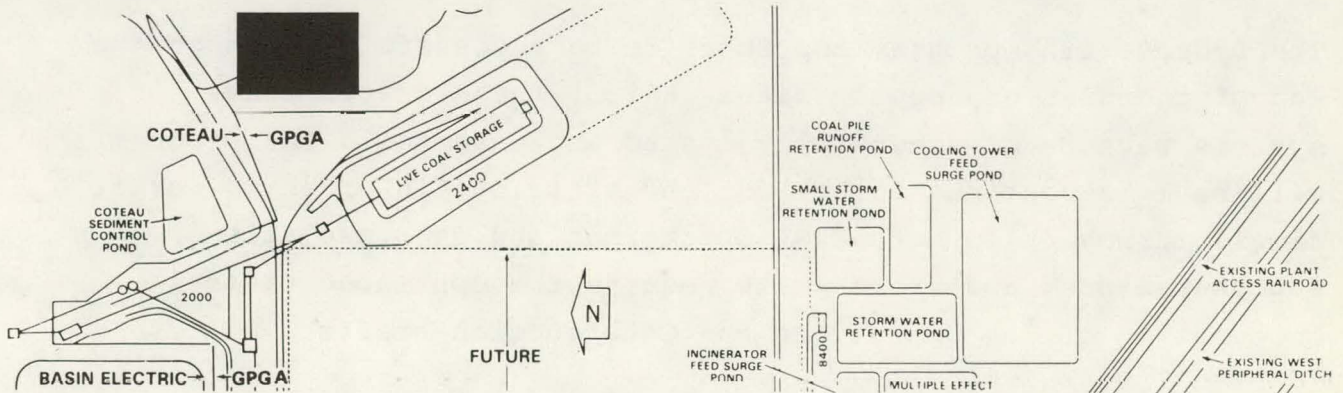 COTEAU GPGA
COTEAU
SEDIMENT
CONTROL
POND
LIVE COAL STORAGE
2400
2000
BASIN ELECTRIC GPGA
FUTURE
N
COAL PILE
RUNOFF
RETENTION POND
COOLING TOWER
FEED
SURGE POND
SMALL STORM
WATER
RETENTION POND
STORM WATER
RETENTION POND
8400
INCINERATOR
FEED SURGE
POND
MULTIPLE EFFECT
EXISTING PLANT
ACCESS RAILROAD
EXISTING WEST
PERIPHERAL DITCH